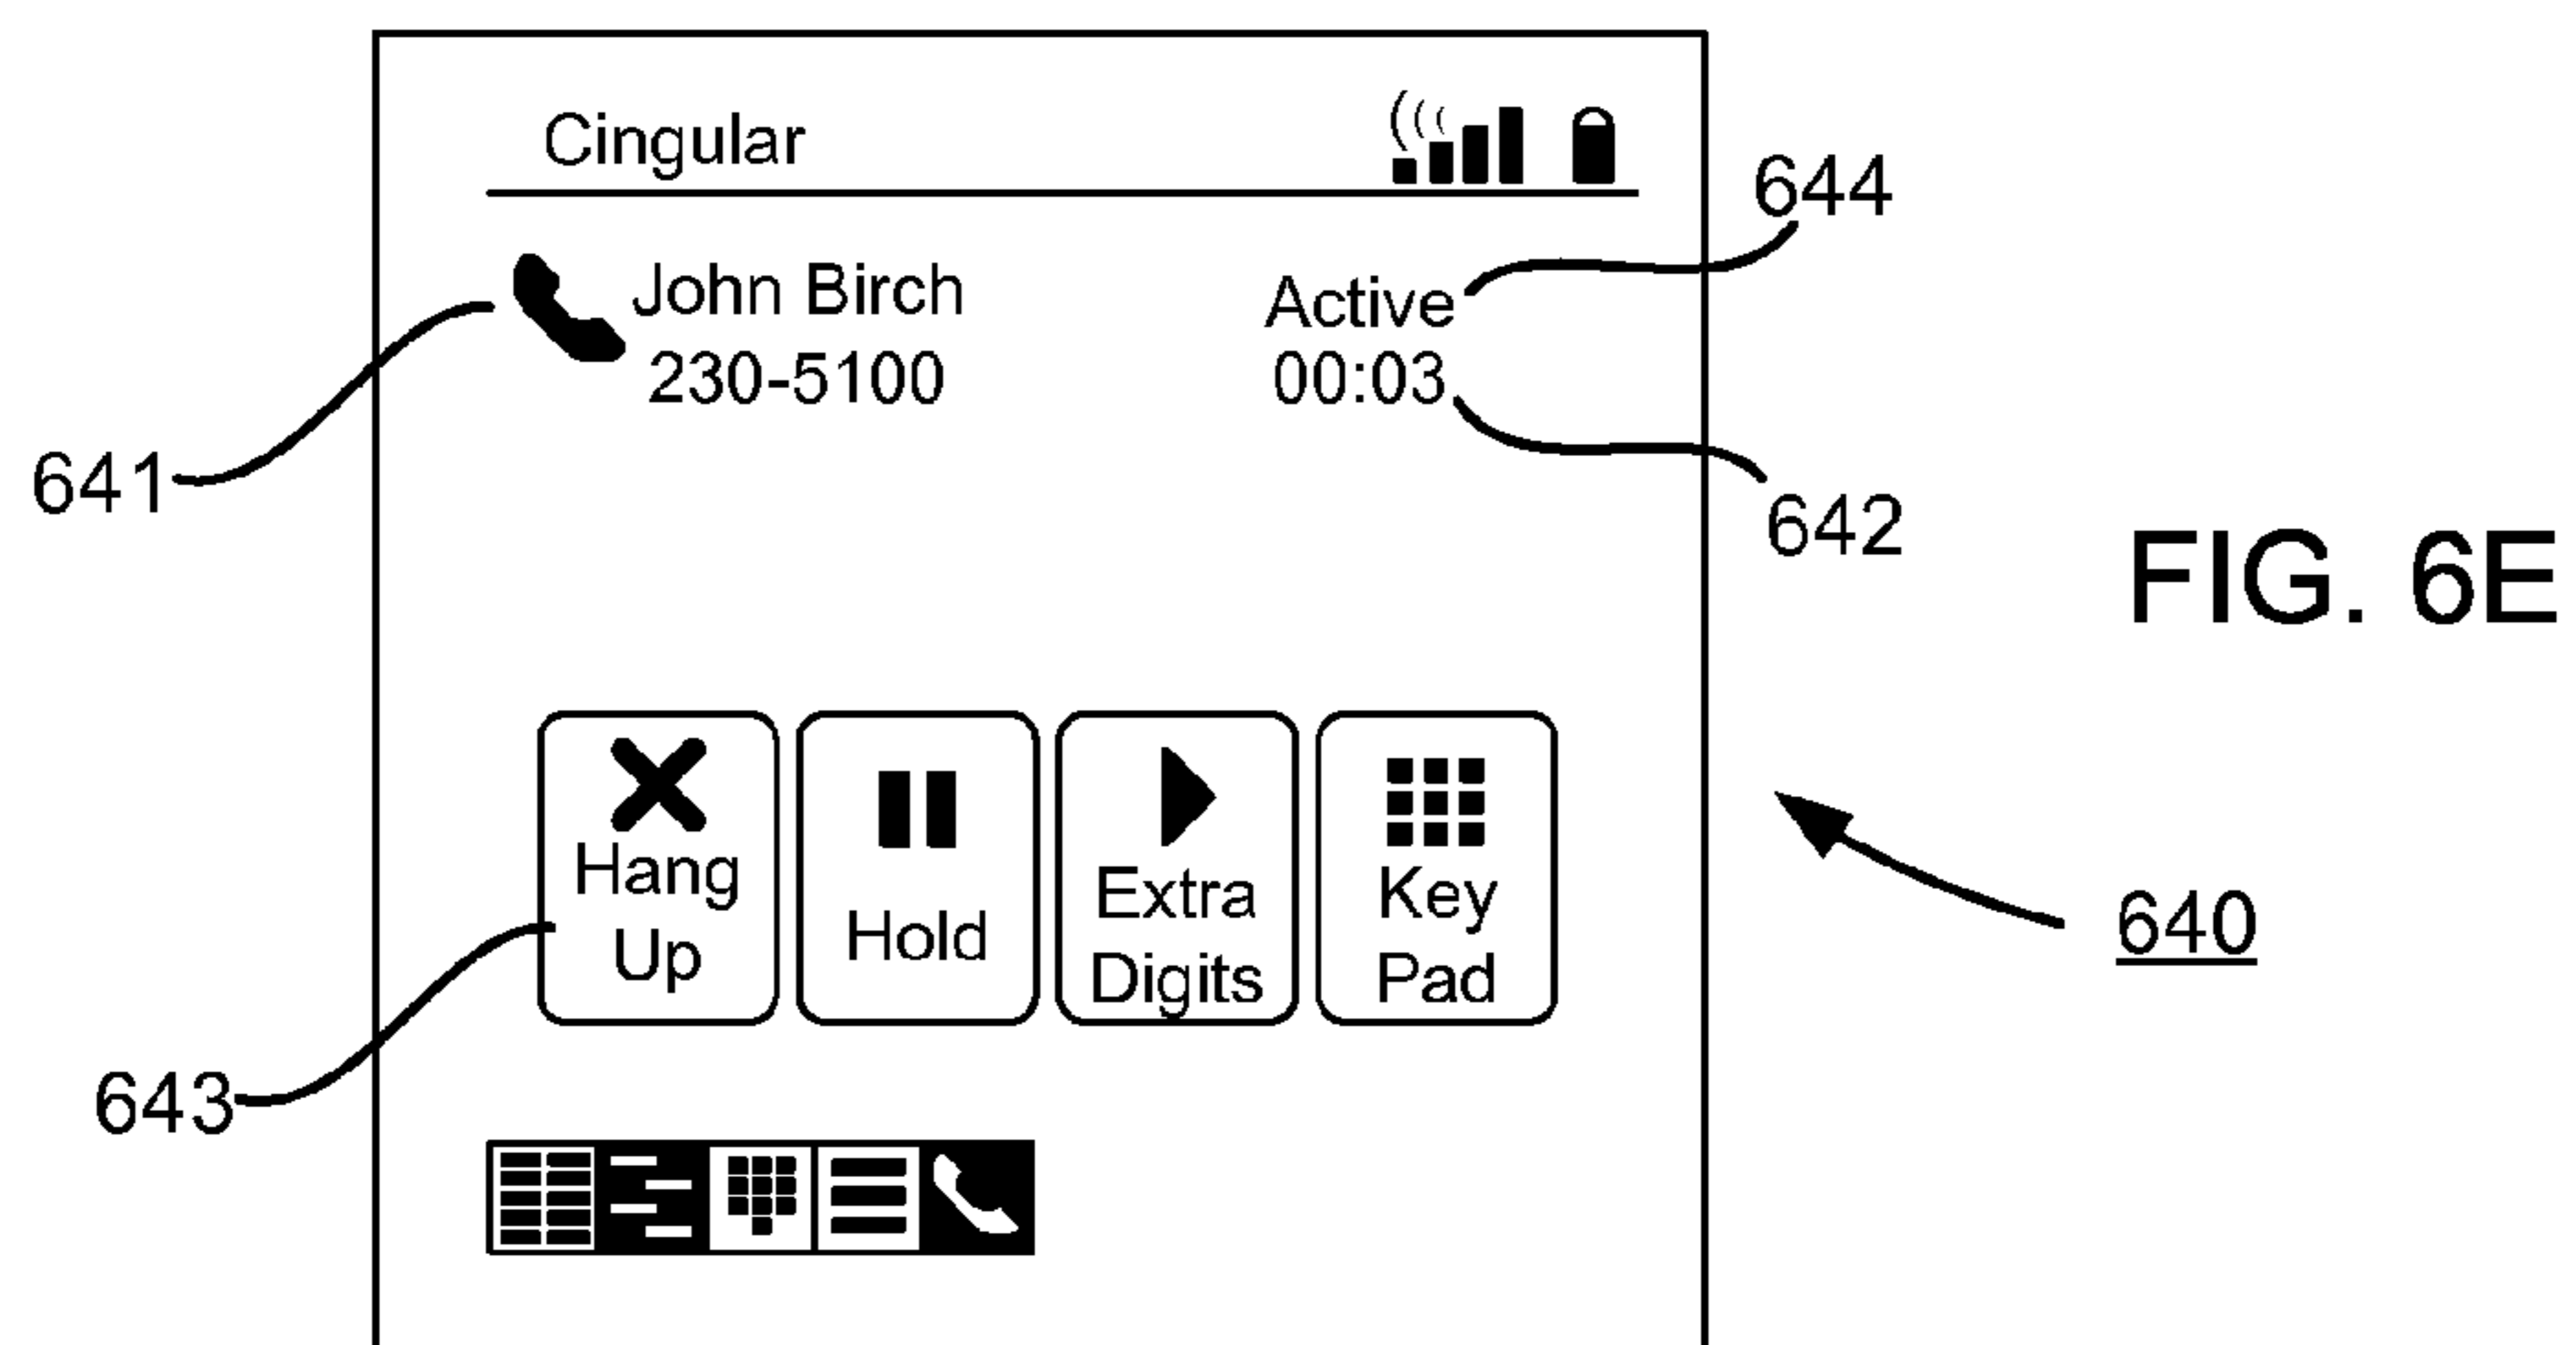 Cingular
644
John Birch
Active
230-5100
00:03
641
642
FIG. 6E
Hang
Up
Hold
Extra
Digits
Key
Pad
640
643